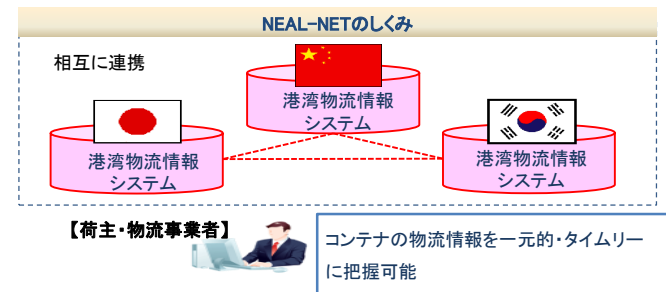 NEAL-NETのしくみ
相互に連携
港湾物流情報
システム
港湾物流情報
システム
港湾物流情報
システム
【荷主・物流事業者】
コンテナの物流情報を一元的・タイムリー
に把握可能